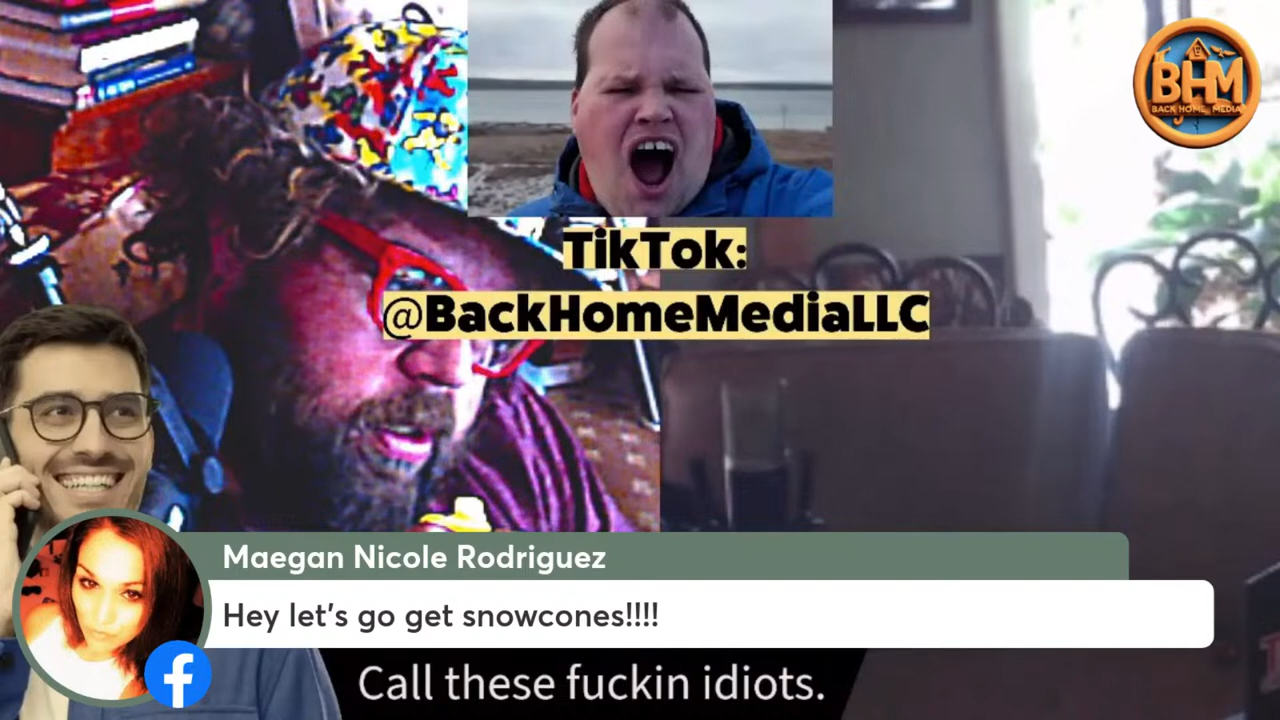 BHM
BACK HOME MEDIA
TikTok:
@BackHomeMediaLLC
Maegan Nicole Rodriguez
Hey let's go get snowcones!!!!
Call these fuckin idiots.